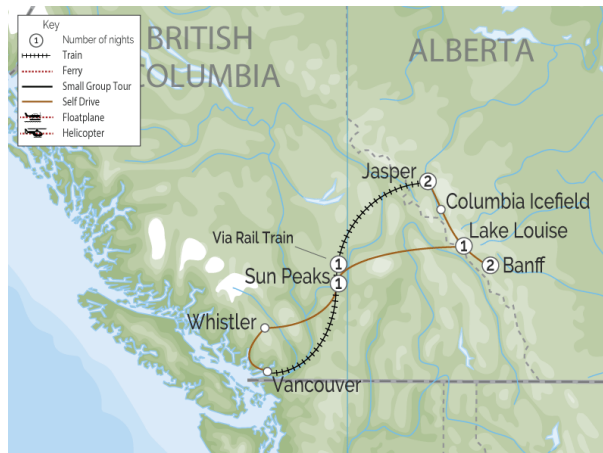 Key
1 Number of nights
Train
Ferry
Small Group Tour
Self Drive
Floatplane
Helicopter
BRITISH
COLUMBIA
ALBERTA
Jasper
2
Columbia Icefield
Lake Louise
1
Via Rail Train
1
Banff
2
Sun Peaks
1
Whistler
Vancouver